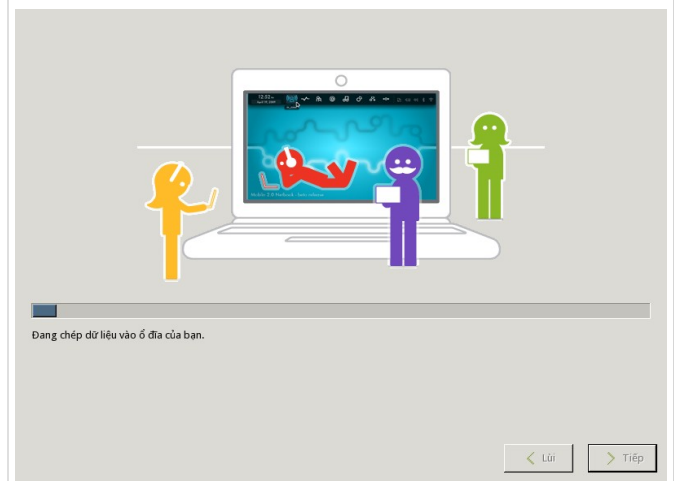 Đang chép dữ liệu vào ổ đĩa của bạn.
Lùi
Tiếp